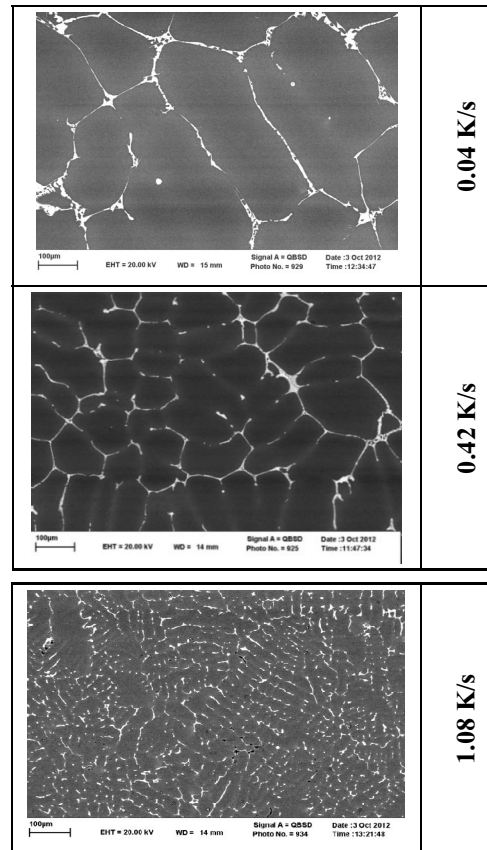 0.04 K/s
100µm
EHT = 20.00 kV WD = 15 mm Signal A = QBSD Date :3 Oct 2012
Photo No. = 929 Time :12:34:47
0.42 K/s
100µm
EHT = 20.00 kV WD = 14 mm Signal A = QBSD Date :3 Oct 2012
Photo No. = 925 Time :11:47:34
1.08 K/s
100µm
EHT = 20.00 kV WD = 14 mm Signal A = QBSD Date :3 Oct 2012
Photo No. = 934 Time :13:21:48